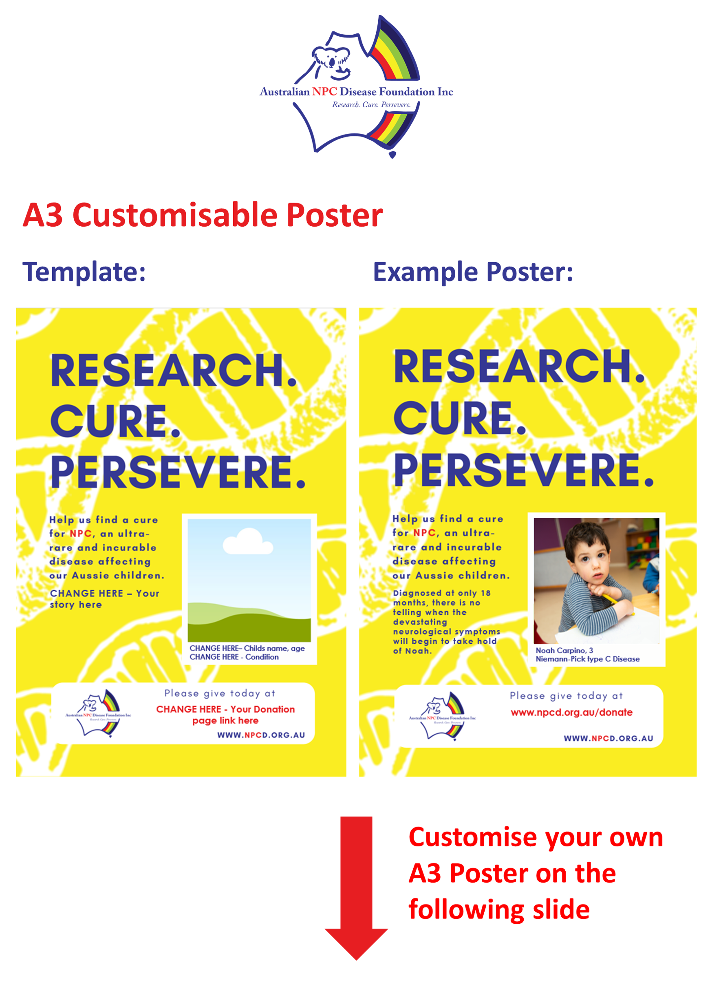 Australian NPC Disease Foundation Inc
Research. Cure. Persevere.
A3 Customisable Poster
Template:
RESEARCH.
CURE.
PERSEVERE.
Help us find a cure
for NPC, an ultra-
rare and incurable
disease affecting
our Aussie children.
CHANGE HERE – Your
story here
CHANGE HERE– Childs name, age
CHANGE HERE - Condition
Australian NPC Disease Foundation Inc
Research. Cure. Persevere.
Please give today at
CHANGE HERE - Your Donation
page link here
WWW.NPCD.ORG.AU
Example Poster:
RESEARCH.
CURE.
PERSEVERE.
Help us find a cure
for NPC, an ultra-
rare and incurable
disease affecting
our Aussie children.
Diagnosed at only 18
months, there is no
telling when the
devastating
neurological symptoms
will begin to take hold
of Noah.
Noah Carpino, 3
Niemann-Pick type C Disease
Australian NPC Disease Foundation Inc
Research. Cure. Persevere.
Please give today at
www.npcd.org.au/donate
WWW.NPCD.ORG.AU
Customise your own
A3 Poster on the
following slide